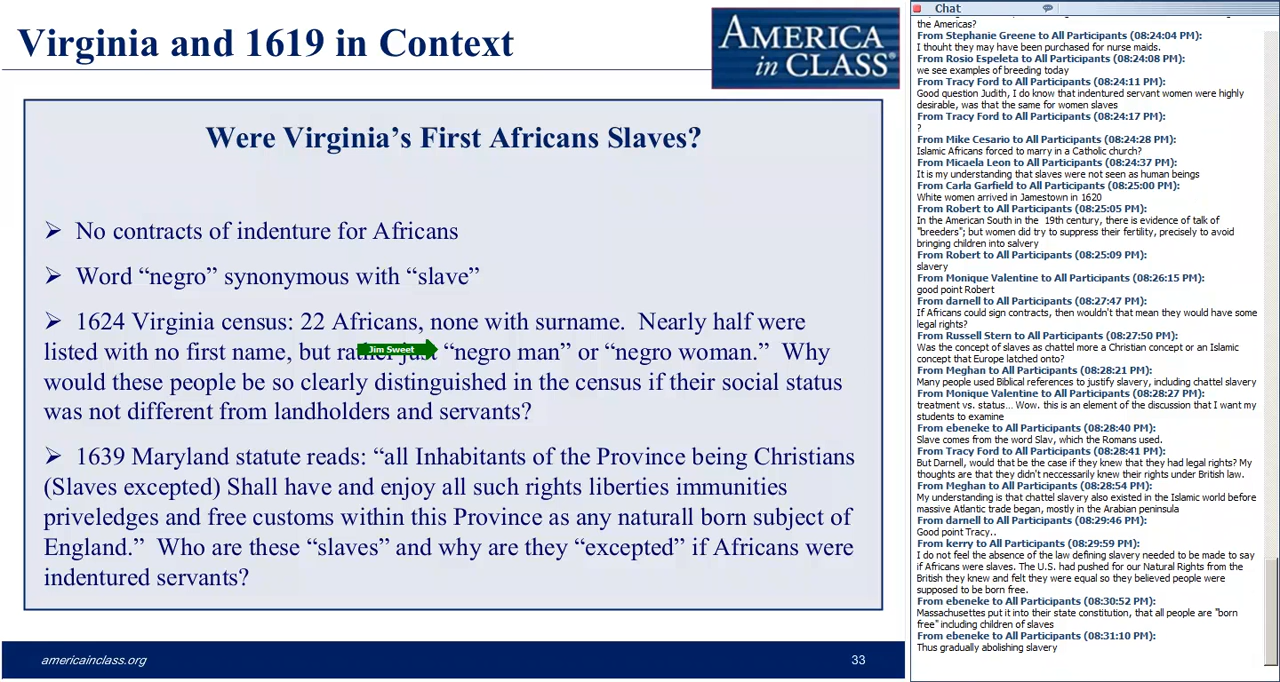 Virginia and 1619 in Context
AMERICA
in CLASS®
Were Virginia's First Africans Slaves?
➢ No contracts of indenture for Africans
➢ Word “negro” synonymous with “slave”
➢ 1624 Virginia census: 22 Africans, none with surname. Nearly half were
listed with no first name, but rather just “negro man” or “negro woman.” Why
Jim Sweet
would these people be so clearly distinguished in the census if their social status
was not different from landholders and servants?
➢ 1639 Maryland statute reads: “all Inhabitants of the Province being Christians
(Slaves excepted) Shall have and enjoy all such rights liberties immunities
priveledges and free customs within this Province as any naturall born subject of
England.” Who are these “slaves” and why are they “excepted” if Africans were
indentured servants?
americainclass.org
33
Chat
the Americas?
From Stephanie Greene to All Participants (08:24:04 PM):
I thouht they may have been purchased for nurse maids.
From Rosio Espeleta to All Participants (08:24:08 PM):
we see examples of breeding today
From Tracy Ford to All Participants (08:24:11 PM):
Good question Judith, I do know that indentured servant women were highly
desirable, was that the same for women slaves
From Tracy Ford to All Participants (08:24:17 PM):
?
From Mike Cesario to All Participants (08:24:28 PM):
Islamic Africans forced to marry in a Catholic church?
From Micaela Leon to All Participants (08:24:37 PM):
It is my understanding that slaves were not seen as human beings
From Carla Garfield to All Participants (08:25:00 PM):
White women arrived in Jamestown in 1620
From Robert to All Participants (08:25:05 PM):
In the American South in the  19th century, there is evidence of talk of
"breeders"; but women did try to suppress their fertility, precisely to avoid
bringing children into salvery
From Robert to All Participants (08:25:09 PM):
slavery
From Monique Valentine to All Participants (08:26:15 PM):
good point Robert
From darnell to All Participants (08:27:47 PM):
If Africans could sign contracts, then wouldn't that mean they would have some
legal rights?
From Russell Stern to All Participants (08:27:50 PM):
Was the concept of slaves as chattel more a Christian concept or an Islamic
concept that Europe latched onto?
From Meghan to All Participants (08:28:21 PM):
Many people used Biblical references to justify slavery, including chattel slavery
From Monique Valentine to All Participants (08:28:27 PM):
treatment vs. status... Wow. this is an element of the discussion that I want my
students to examine
From ebeneke to All Participants (08:28:40 PM):
Slave comes from the word Slav, which the Romans used.
From Tracy Ford to All Participants (08:28:41 PM):
But Darnell, would that be the case if they knew that they had legal rights? My
thoughts are that they didn't neccessarily knew their rights under British law.
From Meghan to All Participants (08:28:54 PM):
My understanding is that chattel slavery also existed in the Islamic world before
massive Atlantic trade began, mostly in the Arabian peninsula
From darnell to All Participants (08:29:46 PM):
Good point Tracy..
From kerry to All Participants (08:29:59 PM):
I do not feel the absence of the law defining slavery needed to be made to say
if Africans were slaves. The U.S. had pushed for our Natural Rights from the
British they knew and felt they were equal so they believed people were
supposed to be born free.
From ebeneke to All Participants (08:30:52 PM):
Massachusettes put it into their state constitution, that all people are "born
free" including children of slaves
From ebeneke to All Participants (08:31:10 PM):
Thus gradually abolishing slavery